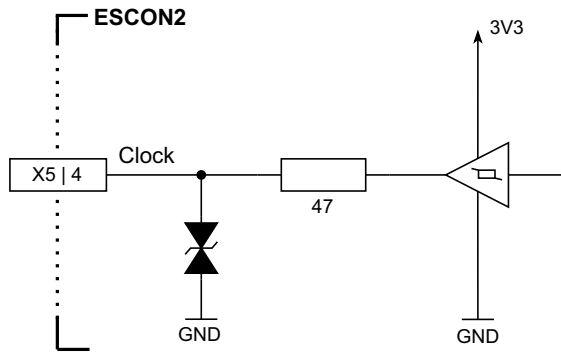 ESCON2
3V3
Clock
X5 | 4
47
GND
GND